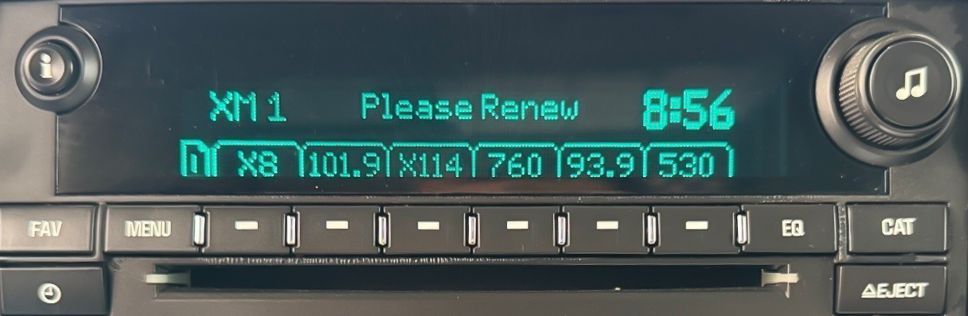 i
XM 1 Please Renew 8:56
1 X8 101.9 X114 760 93.9 530
FAV MENU EQ CAT
EJECT